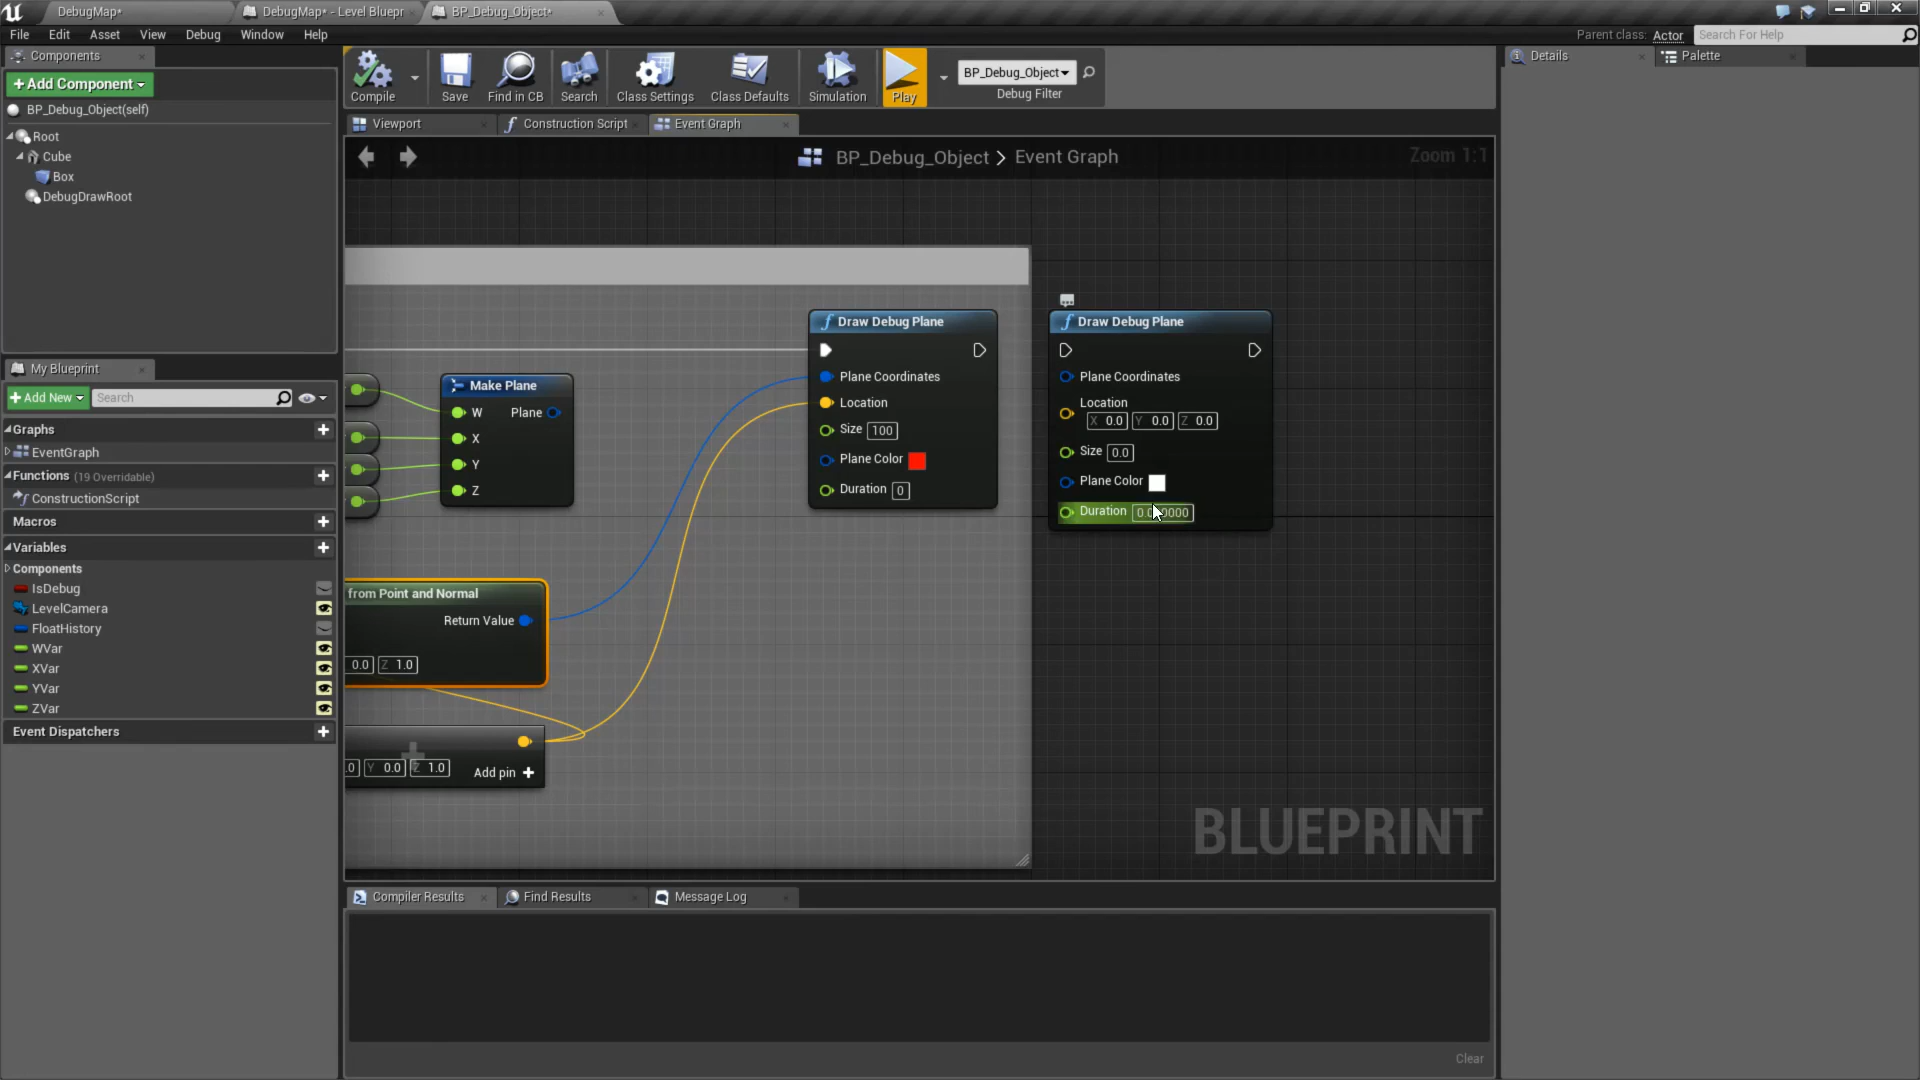 DebugMap*
DebugMap* - Level Bluepr
BP_Debug_Object*
File Edit Asset View Debug Window Help
Parent class: Actor
Search For Help
Components
+Add Component
BP_Debug_Object(self)
Root
Cube
Box
DebugDrawRoot
Compile
Save
Find in CB
Search
Class Settings
Class Defaults
Simulation
Play
BP_Debug_Object
Debug Filter
Details
Palette
Viewport
Construction Script
Event Graph
BP_Debug_Object > Event Graph
Zoom 1:1
My Blueprint
+Add New
Search
Graphs
EventGraph
Functions (19 Overridable)
ConstructionScript
Macros
Variables
Components
IsDebug
LevelCamera
FloatHistory
WVar
XVar
YVar
ZVar
Event Dispatchers
Make Plane
W Plane
X
Y
Z
from Point and Normal
Return Value
0.0 Z 1.0
.0 Y 0.0 Z 1.0
Add pin +
Draw Debug Plane
Plane Coordinates
Location
Size 100
Plane Color
Duration 0
Draw Debug Plane
Plane Coordinates
Location
X 0.0 Y 0.0 Z 0.0
Size 0.0
Plane Color
Duration
BLUEPRINT
Compiler Results
Find Results
Message Log
Clear